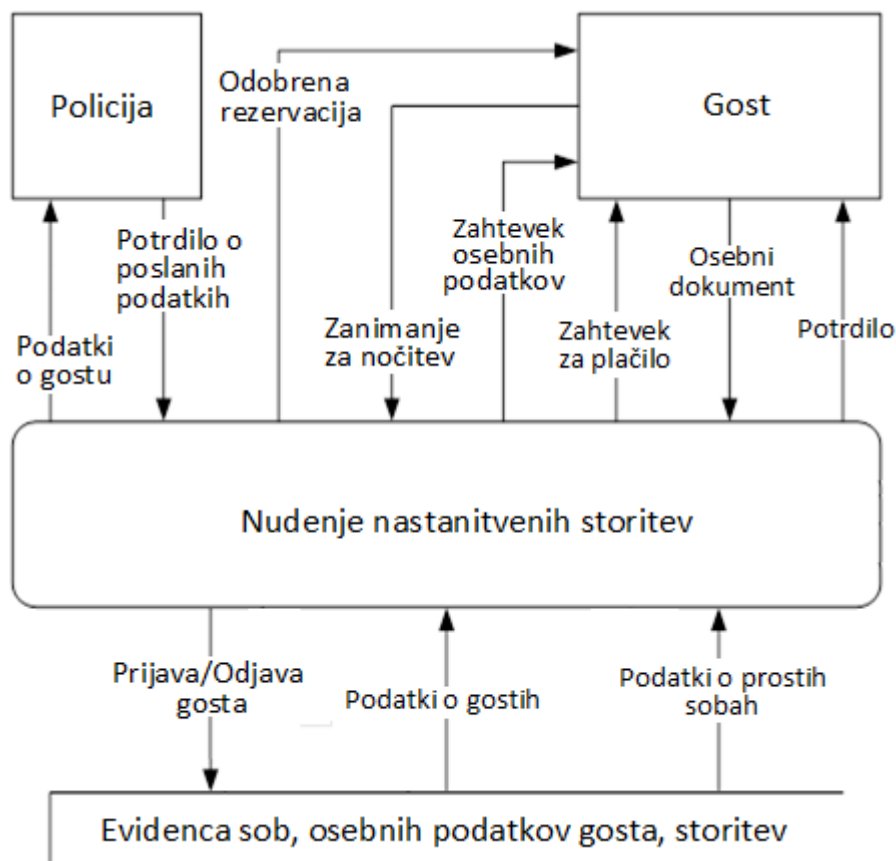 Policija
Gost
Odobrena
rezervacija
Potrdilo o
poslanih
podatkih
Podatki
o gostu
Zanimanje
za nočitev
Zahtevek
osebnih
podatkov
Zahtevek
za plačilo
Osebni
dokument
Potrdilo
Nudenje nastanitvenih storitev
Prijava/Odjava
gosta
Podatki o gostih
Podatki o prostih
sobah
Evidenca sob, osebnih podatkov gosta, storitev